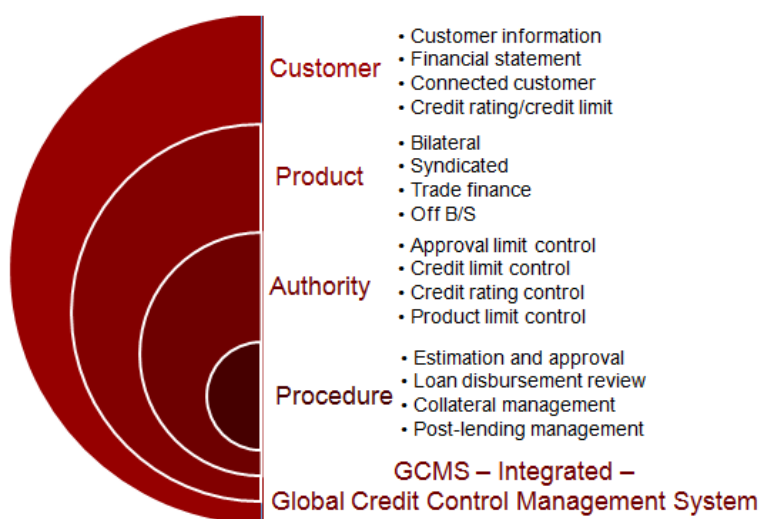 Customer
• Customer information
• Financial statement
• Connected customer
• Credit rating/credit limit
Product
• Bilateral
• Syndicated
• Trade finance
• Off B/S
Authority
• Approval limit control
• Credit limit control
• Credit rating control
• Product limit control
Procedure
• Estimation and approval
• Loan disbursement review
• Collateral management
• Post-lending management
GCMS – Integrated –
Global Credit Control Management System